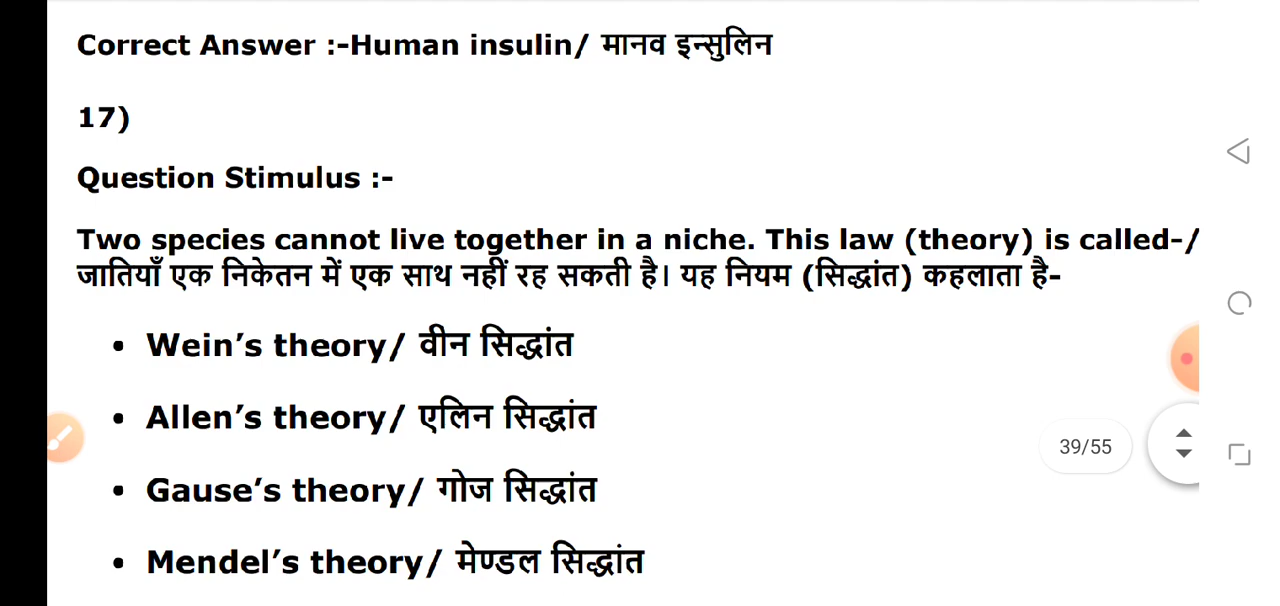 Correct Answer :-Human insulin/ मानव इन्सुलिन
17)
Question Stimulus :-
Two species cannot live together in a niche. This law (theory) is called-/
जातियाँ एक निकेतन में एक साथ नहीं रह सकती है। यह नियम (सिद्धांत) कहलाता है-
• Wein’s theory/ वीन सिद्धांत
• Allen’s theory/ एलिन सिद्धांत
• Gause’s theory/ गोज सिद्धांत
• Mendel’s theory/ मेण्डल सिद्धांत
39/55